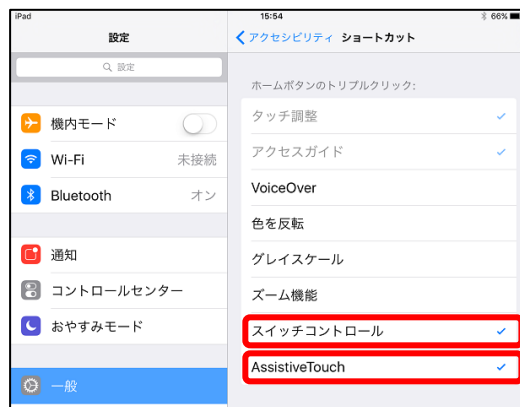 iPad
15:54
66%
設定
アクセシビリティ ショートカット
設定
ホームボタンのトリプルクリック:
機内モード
Wi-Fi 未接続
Bluetooth オン
通知
コントロールセンター
おやすみモード
一般
タッチ調整
アクセスガイド
VoiceOver
色を反転
グレイスケール
ズーム機能
スイッチコントロール
AssistiveTouch